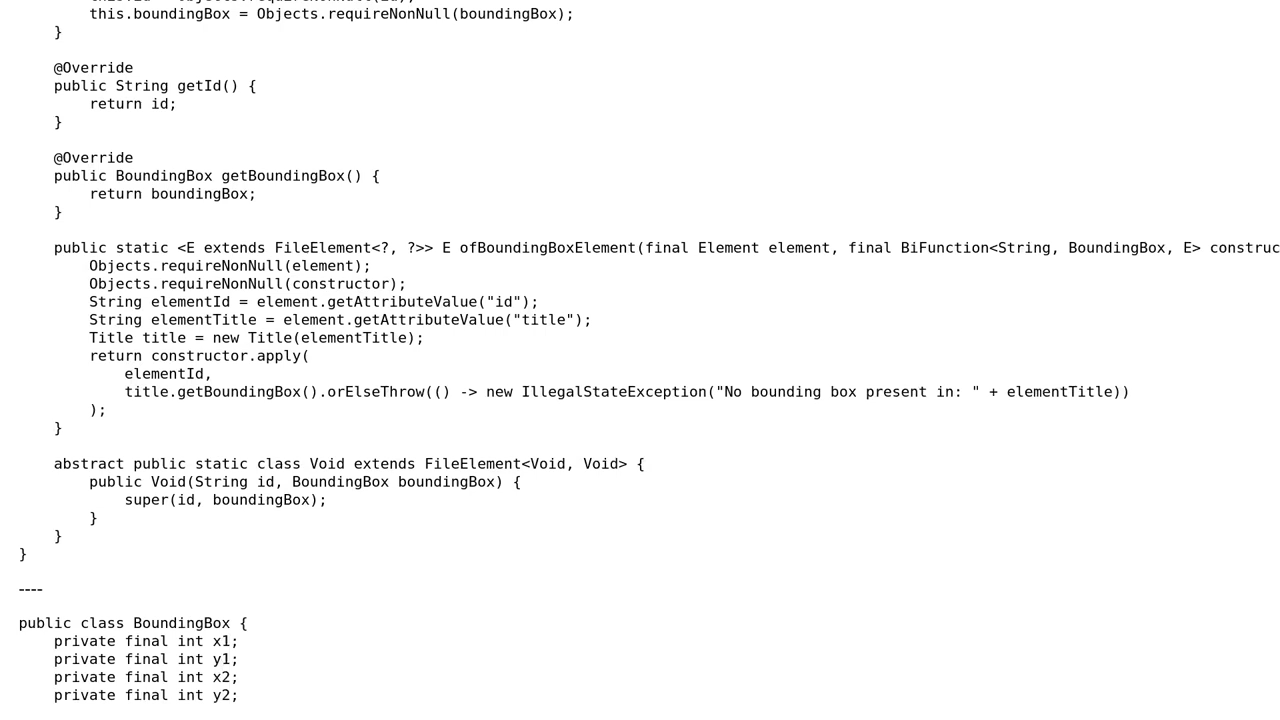 this.boundingBox = Objects.requireNonNull(boundingBox);
}
@Override
public String getId() {
return id;
}
@Override
public BoundingBox getBoundingBox() {
return boundingBox;
}
public static <E extends FileElement<?, ?>> E ofBoundingBoxElement(final Element element, final BiFunction<String, BoundingBox, E> construc
Objects.requireNonNull(element);
Objects.requireNonNull(constructor);
String elementId = element.getAttributeValue("id");
String elementTitle = element.getAttributeValue("title");
Title title = new Title(elementTitle);
return constructor.apply(
elementId,
title.getBoundingBox().orElseThrow(() -> new IllegalStateException("No bounding box present in: " + elementTitle))
);
}
abstract public static class Void extends FileElement<Void, Void> {
public Void(String id, BoundingBox boundingBox) {
super(id, boundingBox);
}
}
}
----
public class BoundingBox {
private final int x1;
private final int y1;
private final int x2;
private final int y2;